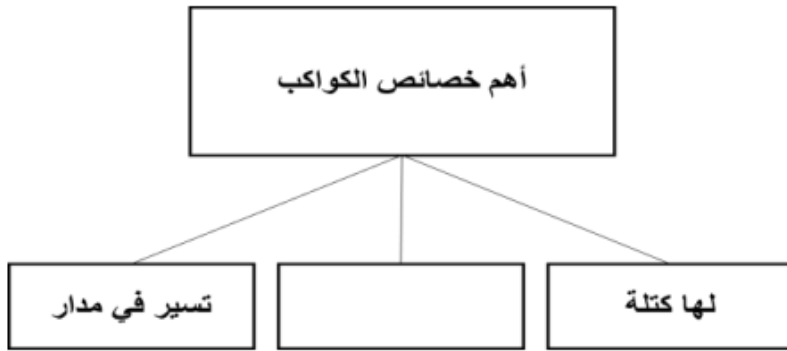 أهم خصائص الكواكب
لها كتلة
تسير في مدار